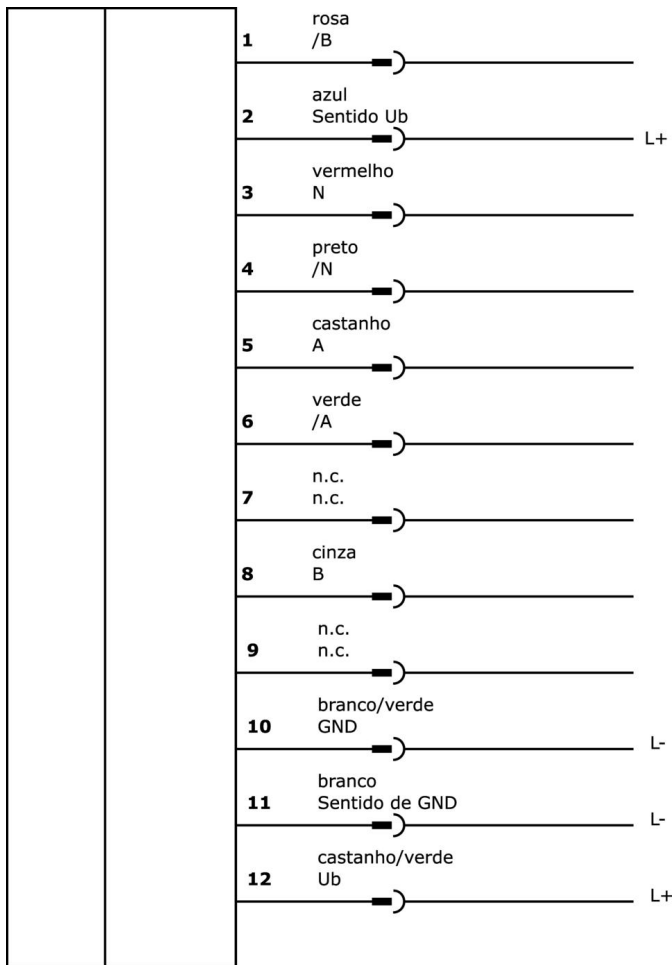 rosa
1 /B
azul
2 Sentido Ub L+
vermelho
3 N
preto
4 /N
castanho
5 A
verde
6 /A
n.c.
7 n.c.
cinza
8 B
n.c.
9 n.c.
branco/verde
10 GND L-
branco
11 Sentido de GND L-
castanho/verde
12 Ub L+